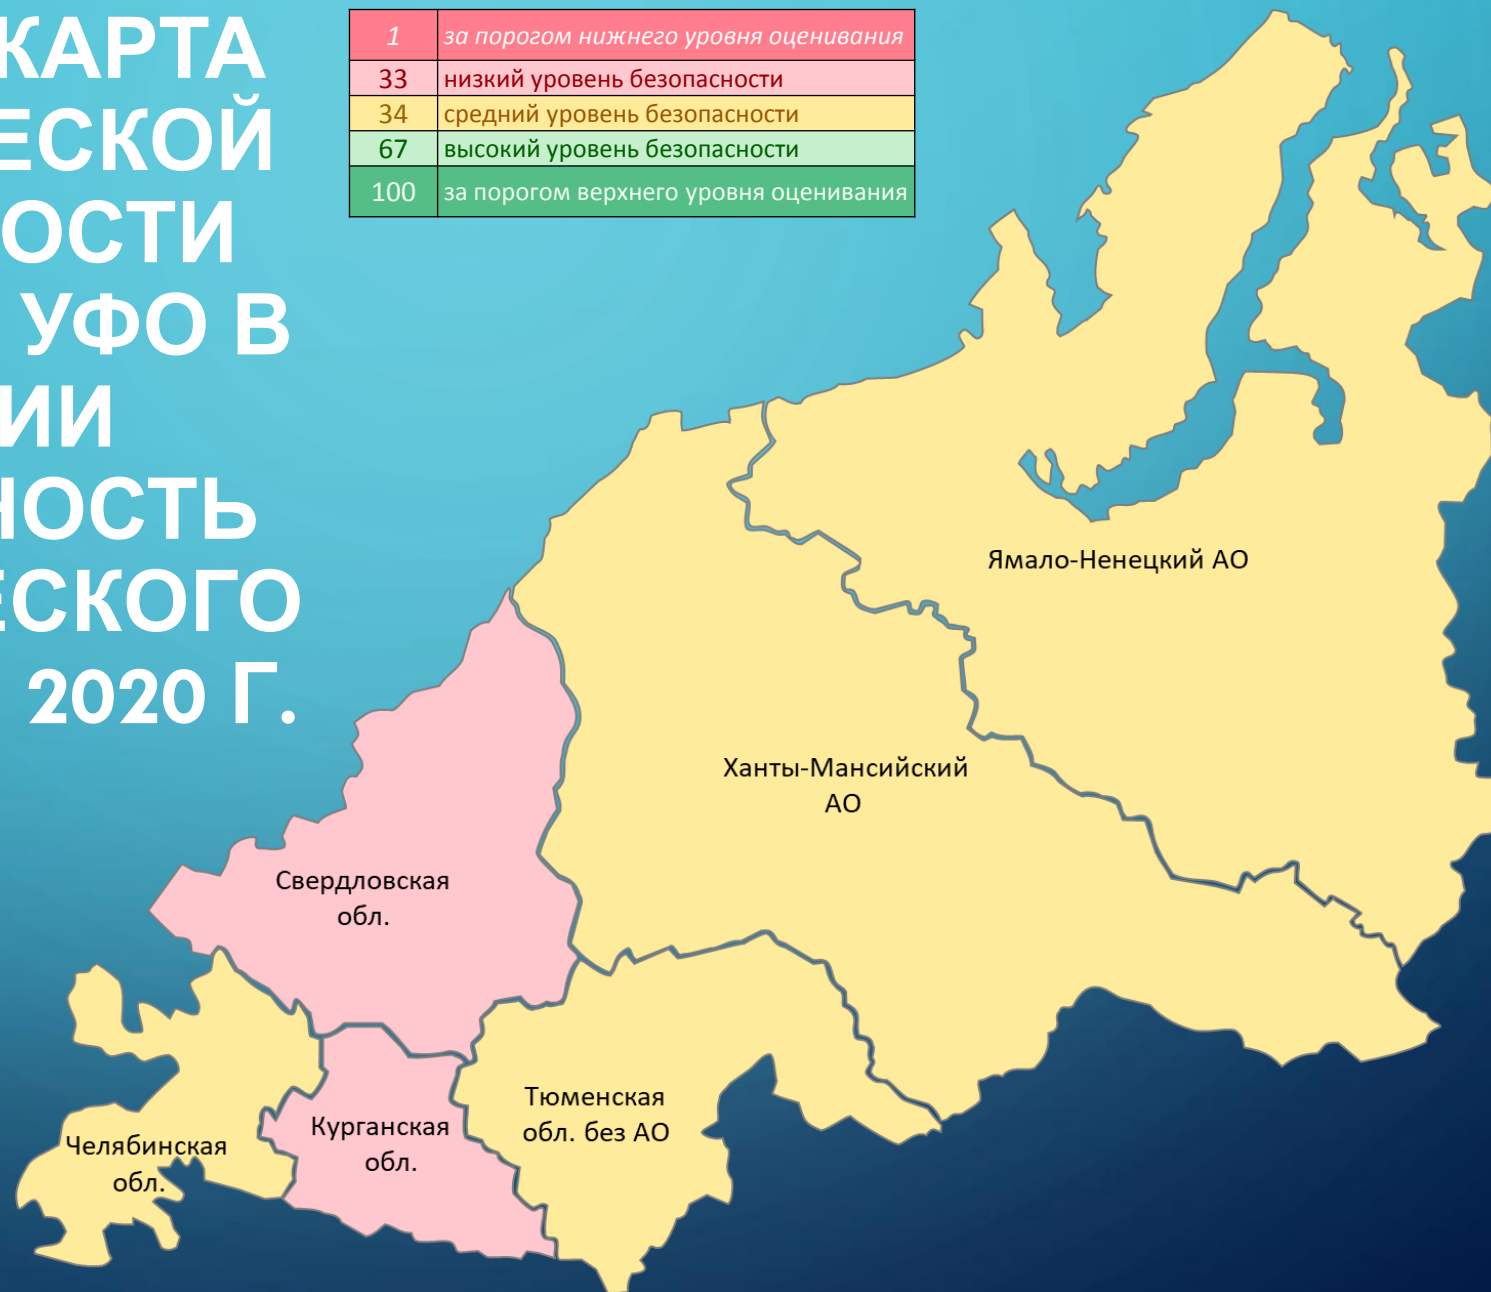 КАРТА
ЕСКОЙ
ОСТИ
УФО В
ИИ
НОСТЬ
ЕСКОГО
2020 Г.
1 за порогом нижнего уровня оценивания
33 низкий уровень безопасности
34 средний уровень безопасности
67 высокий уровень безопасности
100 за порогом верхнего уровня оценивания
Ямало-Ненецкий АО
Ханты-Мансийский
АО
Свердловская
обл.
Тюменская
обл. без АО
Курганская
обл.
Челябинская
обл.